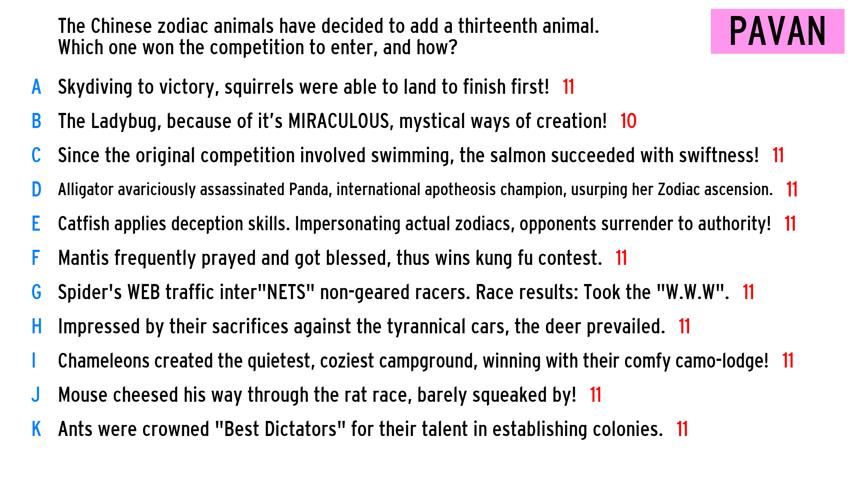 The Chinese zodiac animals have decided to add a thirteenth animal.
Which one won the competition to enter, and how?
PAVAN
A Skydiving to victory, squirrels were able to land to finish first! 11
B The Ladybug, because of it's MIRACULOUS, mystical ways of creation! 10
C Since the original competition involved swimming, the salmon succeeded with swiftness! 11
D Alligator avariciously assassinated Panda, international apotheosis champion, usurping her Zodiac ascension. 11
E Catfish applies deception skills. Impersonating actual zodiacs, opponents surrender to authority! 11
F Mantis frequently prayed and got blessed, thus wins kung fu contest. 11
G Spider's WEB traffic inter"NETS" non-geared racers. Race results: Took the "W.W.W". 11
H Impressed by their sacrifices against the tyrannical cars, the deer prevailed. 11
I Chameleons created the quietest, coziest campground, winning with their comfy camo-lodge! 11
J Mouse cheesed his way through the rat race, barely squeaked by! 11
K Ants were crowned "Best Dictators" for their talent in establishing colonies. 11